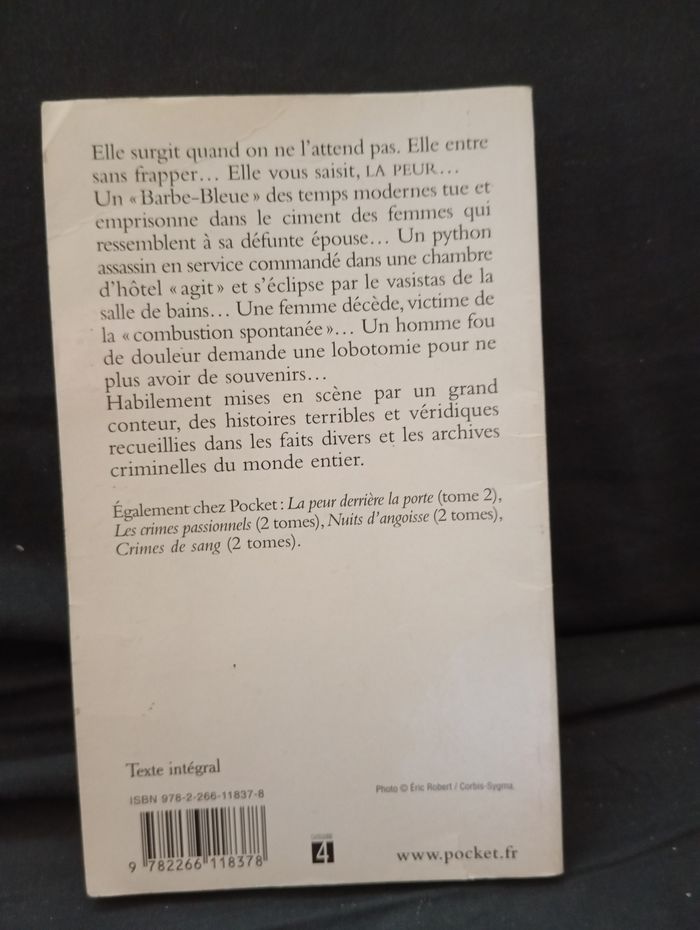 Elle surgit quand on ne l'attend pas. Elle entre
sans frapper… Elle vous saisit, LA PEUR…
Un « Barbe-Bleue » des temps modernes tue et
emprisonne dans le ciment des femmes qui
ressemblent à sa défunte épouse… Un python
assassin en service commandé dans une chambre
d'hôtel « agit » et s'éclipse par le vasistas de la
salle de bains… Une femme décède, victime de
la « combustion spontanée »… Un homme fou
de douleur demande une lobotomie pour ne
plus avoir de souvenirs…
Habilement mises en scène par un grand
conteur, des histoires terribles et véridiques
recueillies dans les faits divers et les archives
criminelles du monde entier.
Également chez Pocket : La peur derrière la porte (tome 2),
Les crimes passionnels (2 tomes), Nuits d'angoisse (2 tomes),
Crimes de sang (2 tomes).
Texte intégral
Photo © Éric Robert / Corbis-Sygma.
ISBN 978-2-266-11837-8
9 782266 118378
CATÉGORIE
4
www.pocket.fr